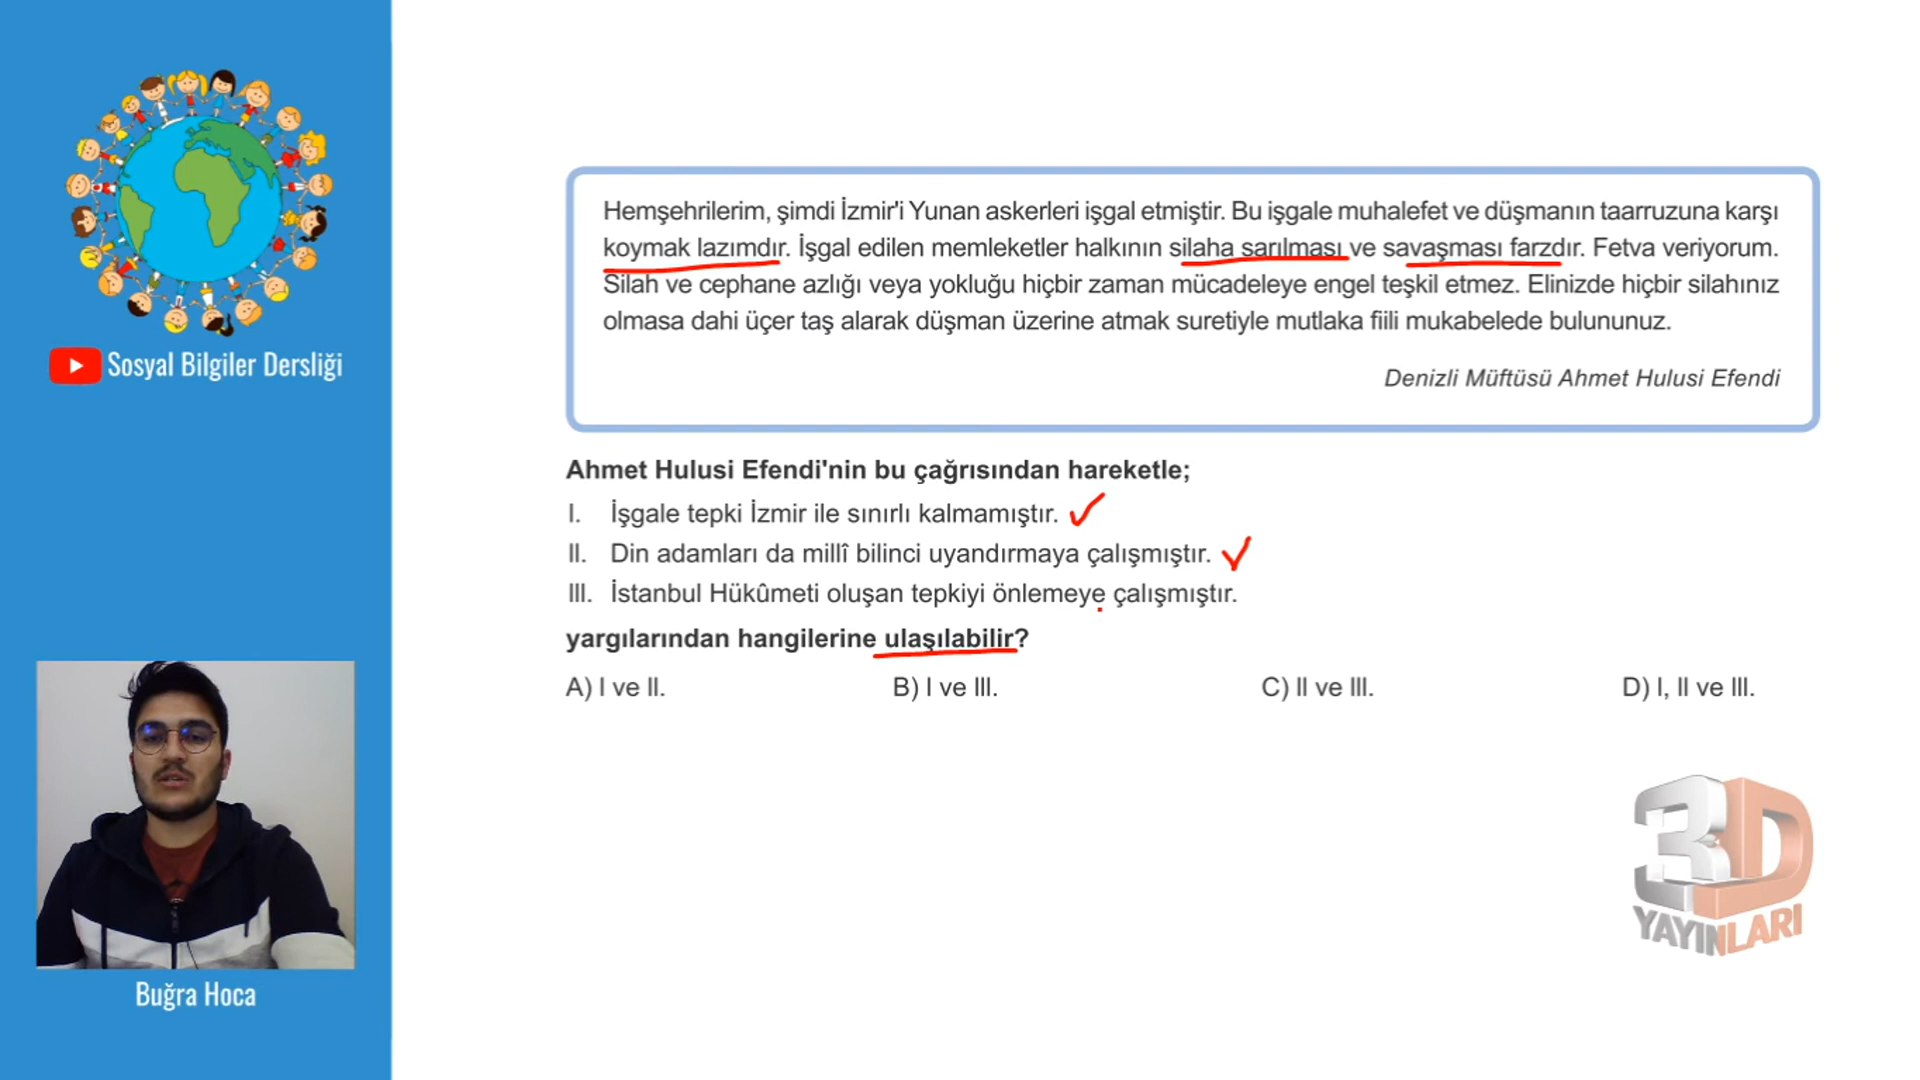 Sosyal Bilgiler Dersliği
Buğra Hoca
Hemşehrilerim, şimdi İzmir'i Yunan askerleri işgal etmiştir. Bu işgale muhalefet ve düşmanın taarruzuna karşı
koymak lazımdır. İşgal edilen memleketler halkının silaha sarılması ve savaşması farzdır. Fetva veriyorum.
Silah ve cephane azlığı veya yokluğu hiçbir zaman mücadeleye engel teşkil etmez. Elinizde hiçbir silahınız
olmasa dahi üçer taş alarak düşman üzerine atmak suretiyle mutlaka fiili mukabelede bulununuz.
Denizli Müftüsü Ahmet Hulusi Efendi
Ahmet Hulusi Efendi'nin bu çağrısından hareketle;
I. İşgale tepki İzmir ile sınırlı kalmamıştır.
II. Din adamları da millî bilinci uyandırmaya çalışmıştır.
III. İstanbul Hükûmeti oluşan tepkiyi önlemeye çalışmıştır.
yargılarından hangilerine ulaşılabilir?
A) I ve II. B) I ve III. C) II ve III. D) I, II ve III.
3D
YAYINLARI